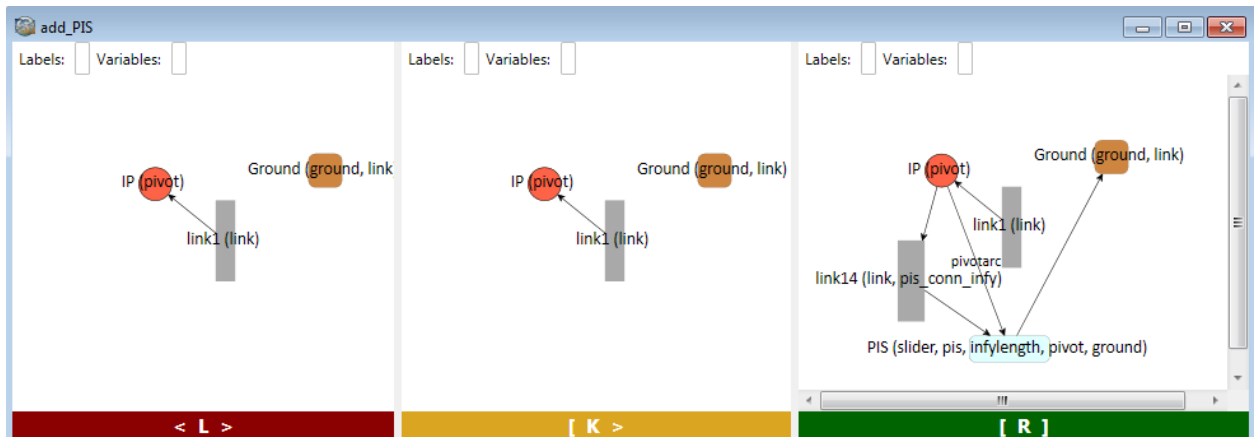 add_PIS
Labels: Variables:
IP (pivot)
Ground (ground, link
link1 (link)
< L >
Labels: Variables:
IP (pivot)
Ground (ground, link)
link1 (link)
[ K >
Labels: Variables:
IP (pivot)
Ground (ground, link)
link1 (link)
pivotarc
link14 (link, pis_conn_infy)
PIS (slider, pis, infylength, pivot, ground)
[ R ]